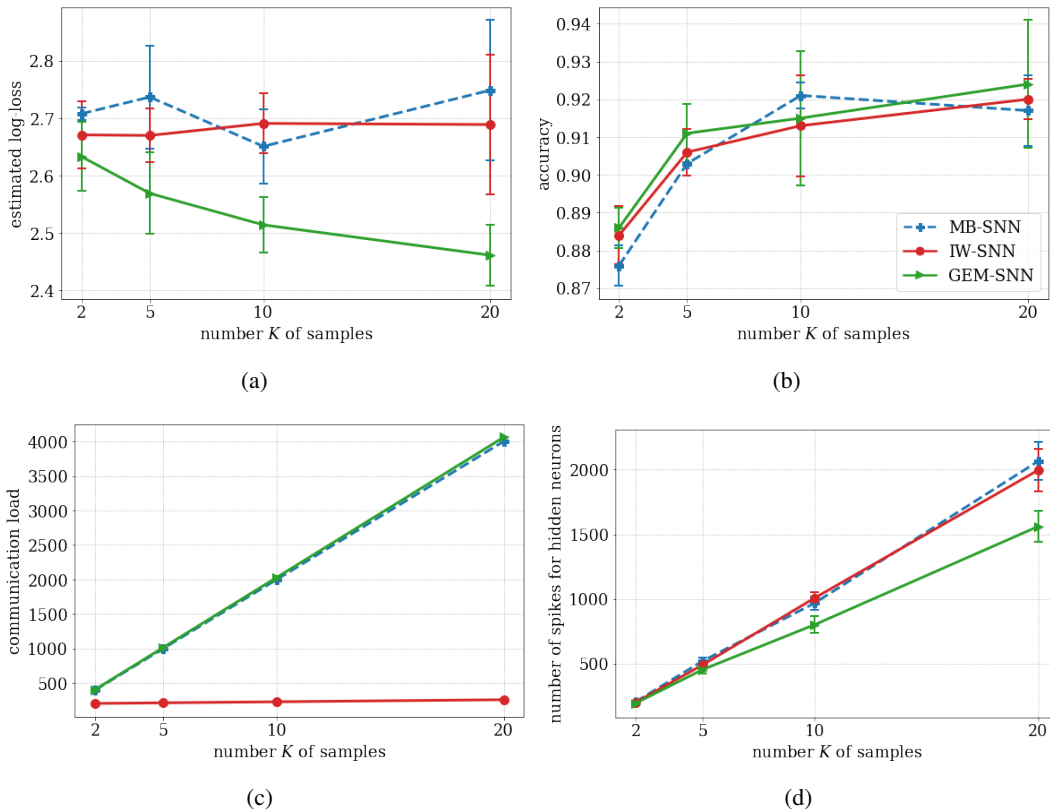 2.8
2.7
2.6
2.5
2.4
estimated log-loss
2 5 10 20
number K of samples
(a)
0.94
0.93
0.92
0.91
0.90
0.89
0.88
0.87
accuracy
MB-SNN
IW-SNN
GEM-SNN
2 5 10 20
number K of samples
(b)
4000
3500
3000
2500
2000
1500
1000
500
communication load
2 5 10 20
number K of samples
(c)
2000
1500
1000
500
number of spikes for hidden neurons
2 5 10 20
number K of samples
(d)